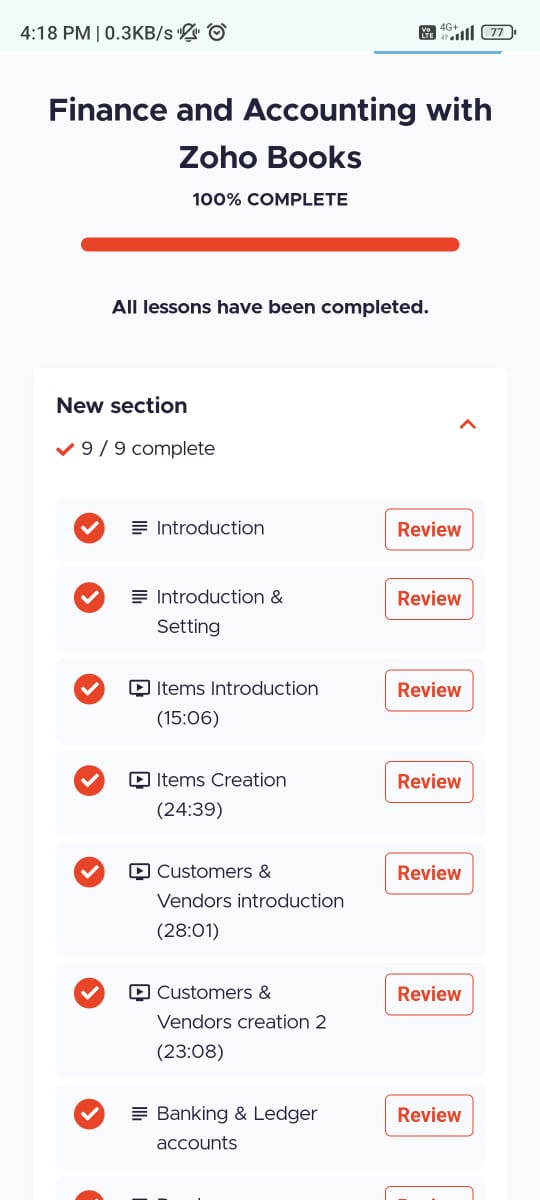 4:18 PM | 0.3KB/s
Vo LTE 4G+ 77
Finance and Accounting with
Zoho Books
100% COMPLETE
All lessons have been completed.
New section
9 / 9 complete
Introduction
Review
Introduction &
Setting
Review
Items Introduction
(15:06)
Review
Items Creation
(24:39)
Review
Customers &
Vendors introduction
(28:01)
Review
Customers &
Vendors creation 2
(23:08)
Review
Banking & Ledger
accounts
Review